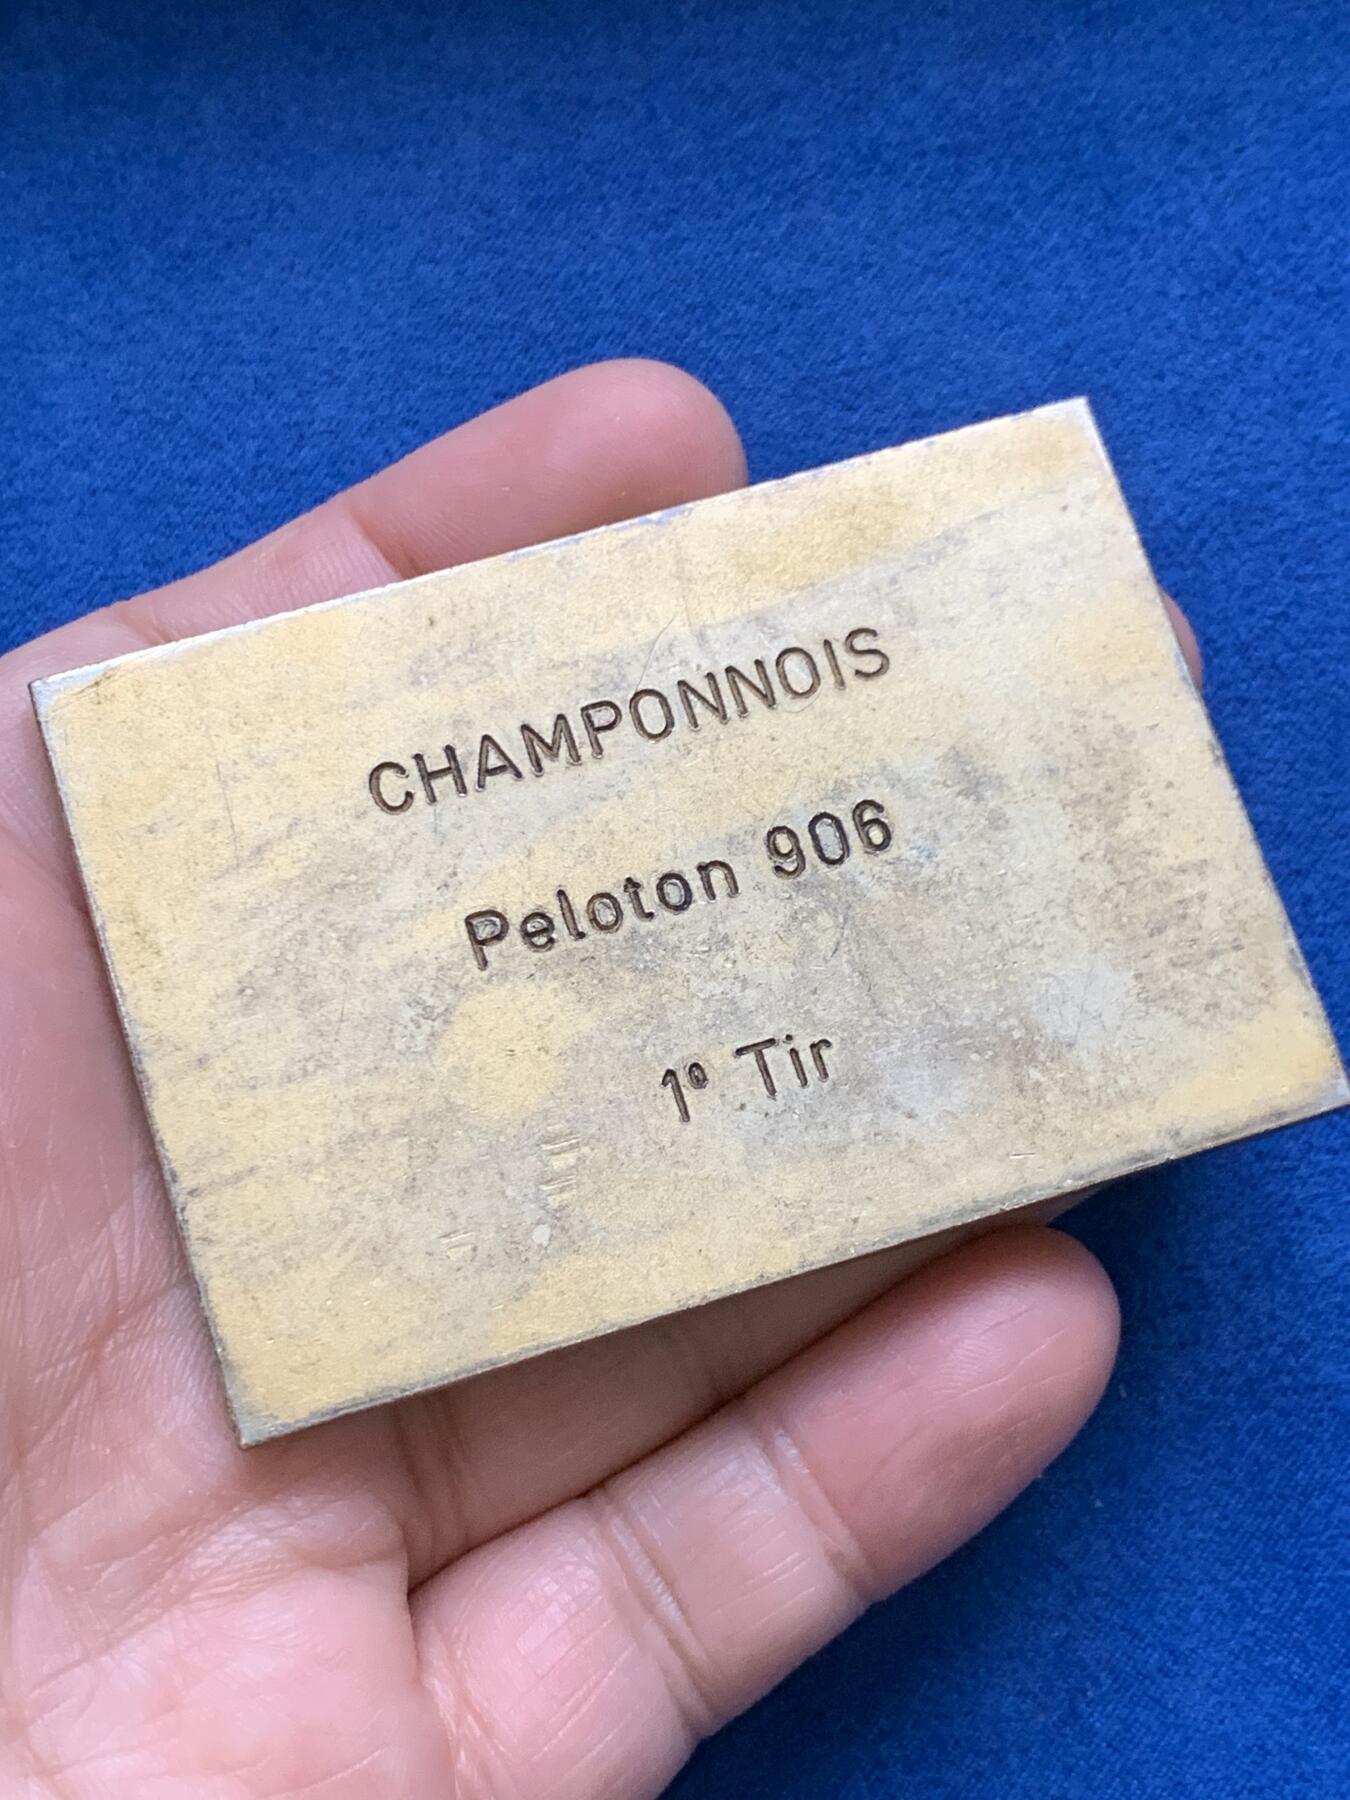 CHAMPONNOIS
Peloton 906
1º Tir